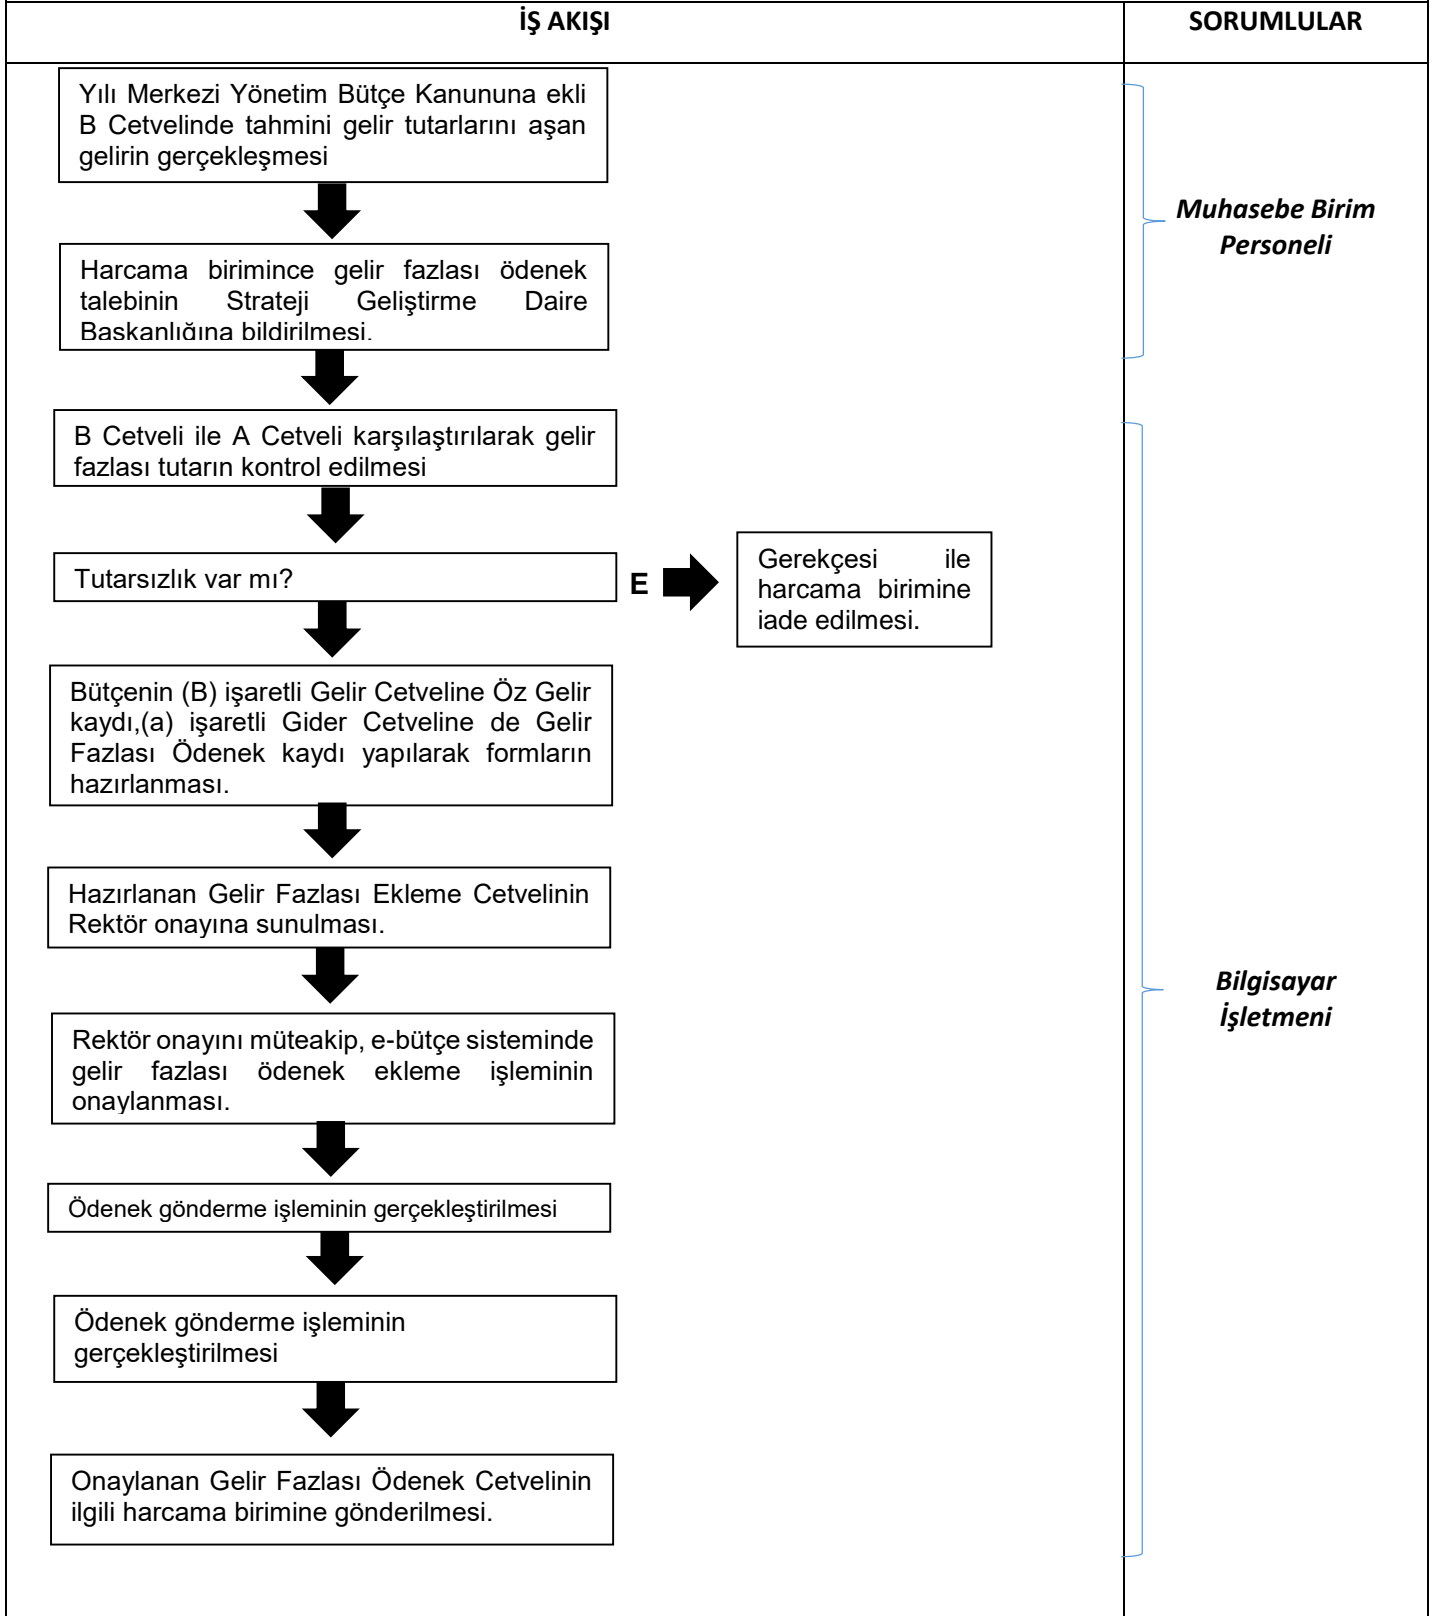 İŞ AKIŞI
SORUMLULAR
Yılı Merkezi Yönetim Bütçe Kanununa ekli
B Cetvelinde tahmini gelir tutarlarını aşan
gelirin gerçekleşmesi
Muhasebe Birim
Personeli
Harcama birimince gelir fazlası ödenek
talebinin Strateji Geliştirme Daire
Başkanlığına bildirilmesi.
B Cetveli ile A Cetveli karşılaştırılarak gelir
fazlası tutarın kontrol edilmesi
Tutarsızlık var mı?
E
Gerekçesi ile
harcama birimine
iade edilmesi.
Bütçenin (B) işaretli Gelir Cetveline Öz Gelir
kaydı,(a) işaretli Gider Cetveline de Gelir
Fazlası Ödenek kaydı yapılarak formların
hazırlanması.
Hazırlanan Gelir Fazlası Ekleme Cetvelinin
Rektör onayına sunulması.
Bilgisayar
İşletmeni
Rektör onayını müteakip, e-bütçe sisteminde
gelir fazlası ödenek ekleme işleminin
onaylanması.
Ödenek gönderme işleminin gerçekleştirilmesi
Ödenek gönderme işleminin
gerçekleştirilmesi
Onaylanan Gelir Fazlası Ödenek Cetvelinin
ilgili harcama birimine gönderilmesi.